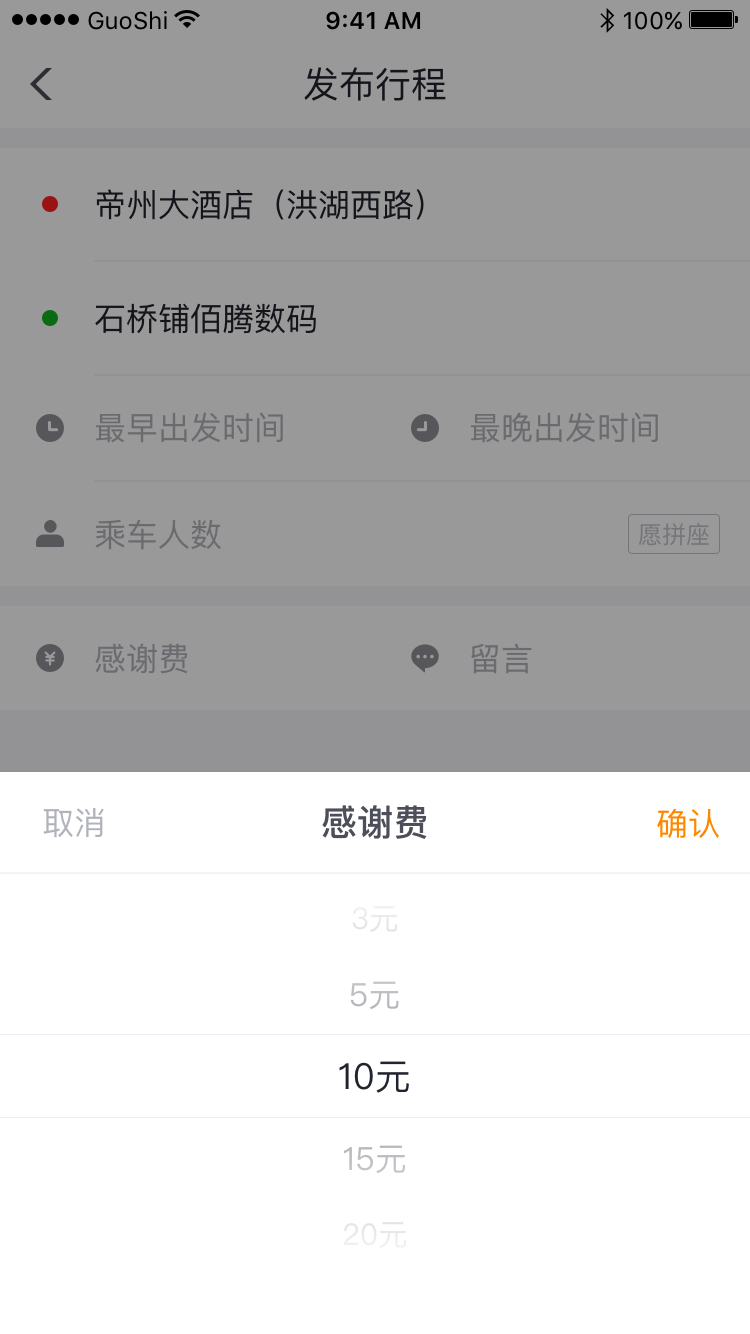 GuoShi 9:41 AM 100%
发布行程
帝州大酒店（洪湖西路）
石桥铺佰腾数码
最早出发时间 最晚出发时间
乘车人数 愿拼座
感谢费 留言
取消 感谢费 确认
3元
5元
10元
15元
20元